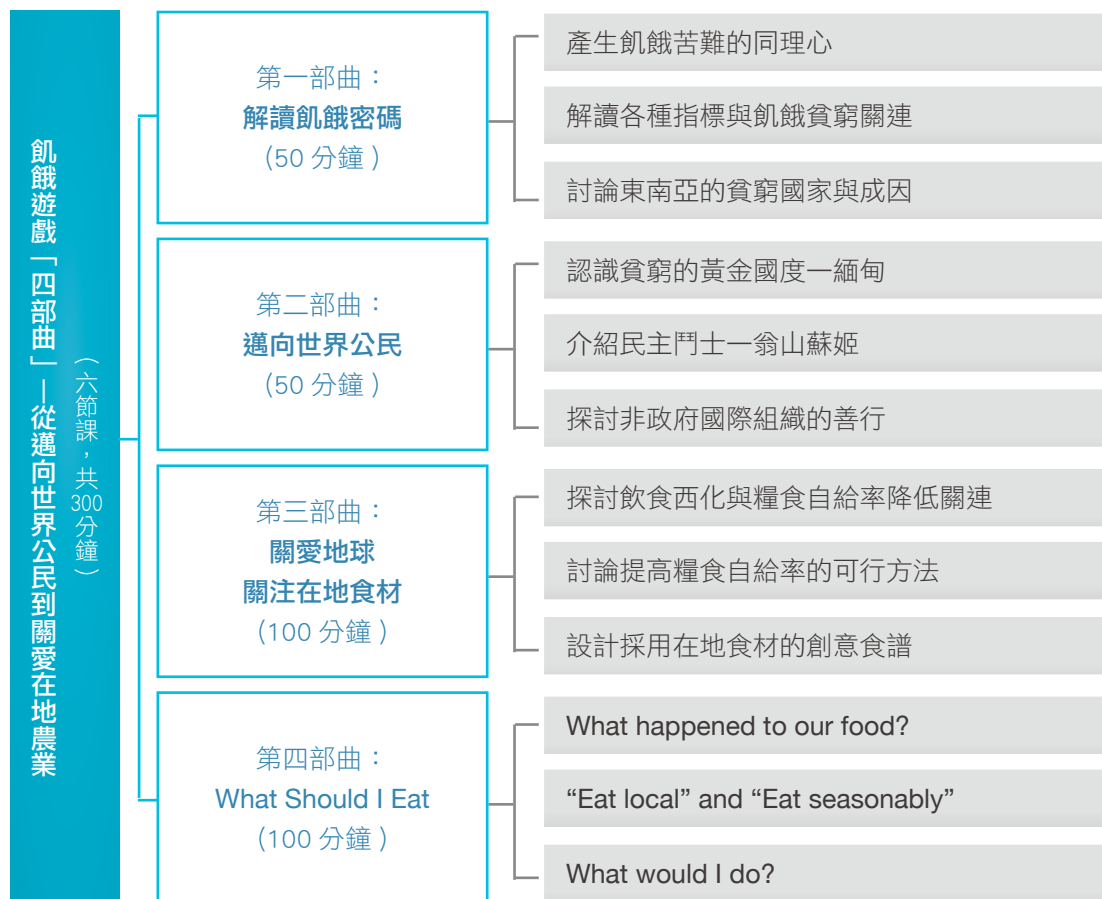 飢餓遊戲「四部曲」—從邁向世界公民到關愛在地農業
（六節課，共300分鐘）
第一部曲：
解讀飢餓密碼
（50 分鐘）
產生飢餓苦難的同理心
解讀各種指標與飢餓貧窮關連
討論東南亞的貧窮國家與成因
第二部曲：
邁向世界公民
（50 分鐘）
認識貧窮的黃金國度—緬甸
介紹民主鬥士—翁山蘇姬
探討非政府國際組織的善行
第三部曲：
關愛地球
關注在地食材
（100 分鐘）
探討飲食西化與糧食自給率降低關連
討論提高糧食自給率的可行方法
設計採用在地食材的創意食譜
第四部曲：
What Should I Eat
（100 分鐘）
What happened to our food?
“Eat local” and “Eat seasonably”
What would I do?